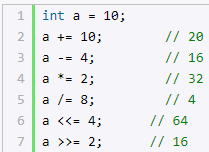 1 int a = 10;
2 a += 10;        // 20
3 a -= 4;         // 16
4 a *= 2;         // 32
5 a /= 8;         // 4
6 a <<= 4;      // 64
7 a >>= 2;      // 16